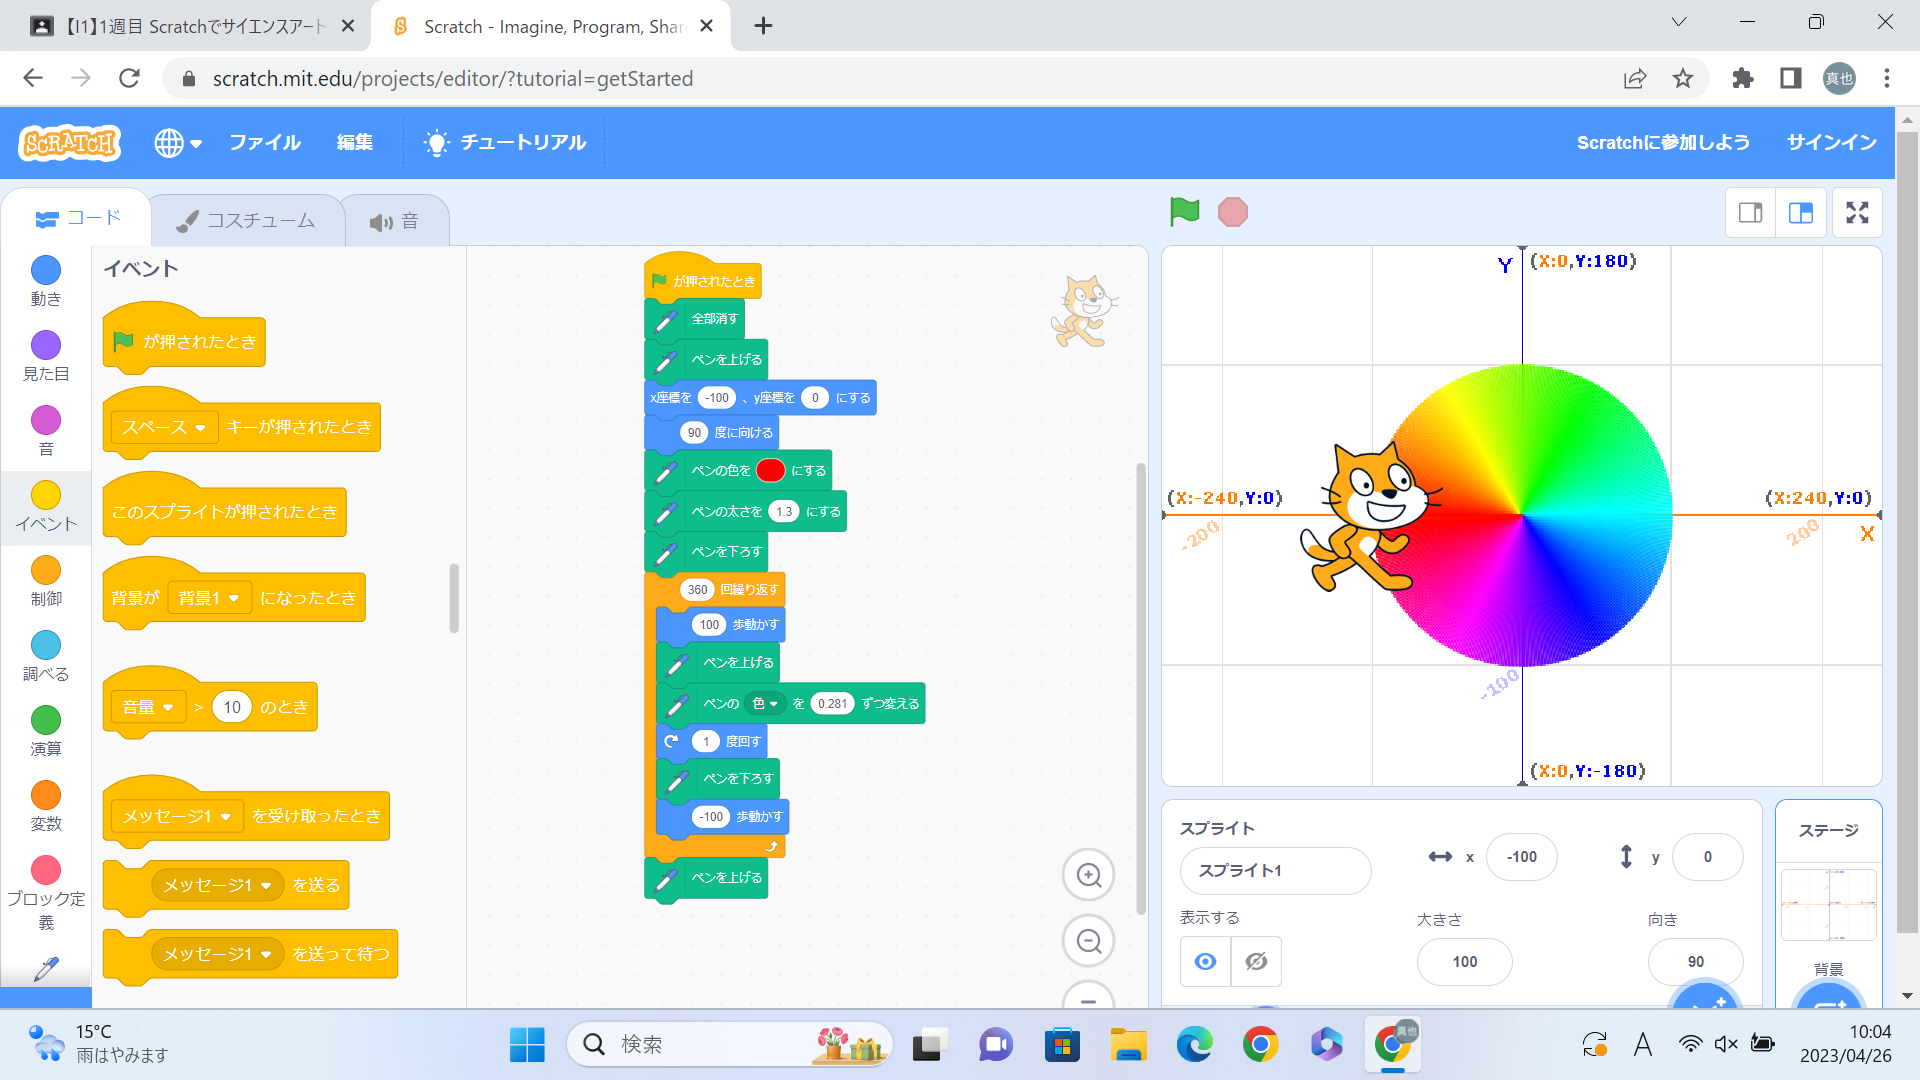 【I1】1週目 Scratchでサイエンスアート
Scratch - Imagine, Program, Shar
scratch.mit.edu/projects/editor/?tutorial=getStarted
真也
SCRATCH
ファイル
編集
チュートリアル
Scratchに参加しよう
サインイン
コード
コスチューム
音
動き
見た目
音
イベント
制御
調べる
演算
変数
ブロック定
義
イベント
が押されたとき
スペース キーが押されたとき
このスプライトが押されたとき
背景が 背景1 になったとき
音量 > 10 のとき
メッセージ1 を受け取ったとき
メッセージ1 を送る
メッセージ1 を送って待つ
が押されたとき
全部消す
ペンを上げる
x座標を -100 、y座標を 0 にする
90 度に向ける
ペンの色を にする
ペンの太さを 1.3 にする
ペンを下ろす
360 回繰り返す
100 歩動かす
ペンを上げる
ペンの 色 を 0.281 ずつ変える
1 度回す
ペンを下ろす
-100 歩動かす
ペンを上げる
Y
(X:0,Y:180)
(X:-240,Y:0)
(X:240,Y:0)
-200
200
X
-100
(X:0,Y:-180)
スプライト
スプライト1
x -100
y 0
表示する
大きさ
100
向き
90
ステージ
背景
15°C
雨はやみます
検索
真也
A
10:04
2023/04/26